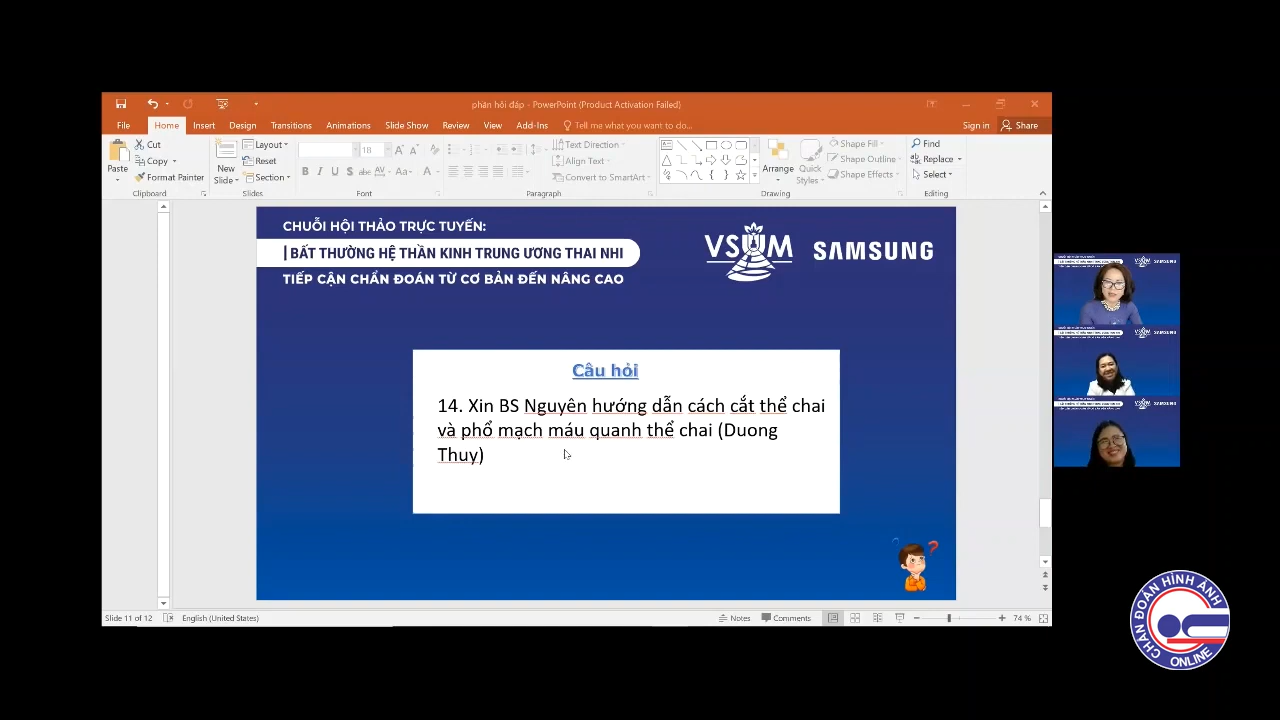 phần hỏi đáp - PowerPoint (Product Activation Failed)
File Home Insert Design Transitions Animations Slide Show Review View Add-Ins Tell me what you want to do... Sign in Share
Paste
Cut
Copy
Format Painter
Clipboard
New
Slide
Layout
Reset
Section
Slides
18
B I U S abc AV Aa A
Font
Text Direction
Align Text
Convert to SmartArt
Paragraph
Arrange
Quick
Styles
Shape Fill
Shape Outline
Shape Effects
Drawing
Find
Replace
Select
Editing
CHUỖI HỘI THẢO TRỰC TUYẾN:
| BẤT THƯỜNG HỆ THẦN KINH TRUNG ƯƠNG THAI NHI
TIẾP CẬN CHẨN ĐOÁN TỪ CƠ BẢN ĐẾN NÂNG CAO
VSUM SAMSUNG
Câu hỏi
14. Xin BS Nguyên hướng dẫn cách cắt thể chai
và phổ mạch máu quanh thể chai (Duong
Thuy)
Slide 11 of 12 English (United States) Notes Comments 74 %
CHẨN ĐOÁN HÌNH ẢNH
ONLINE